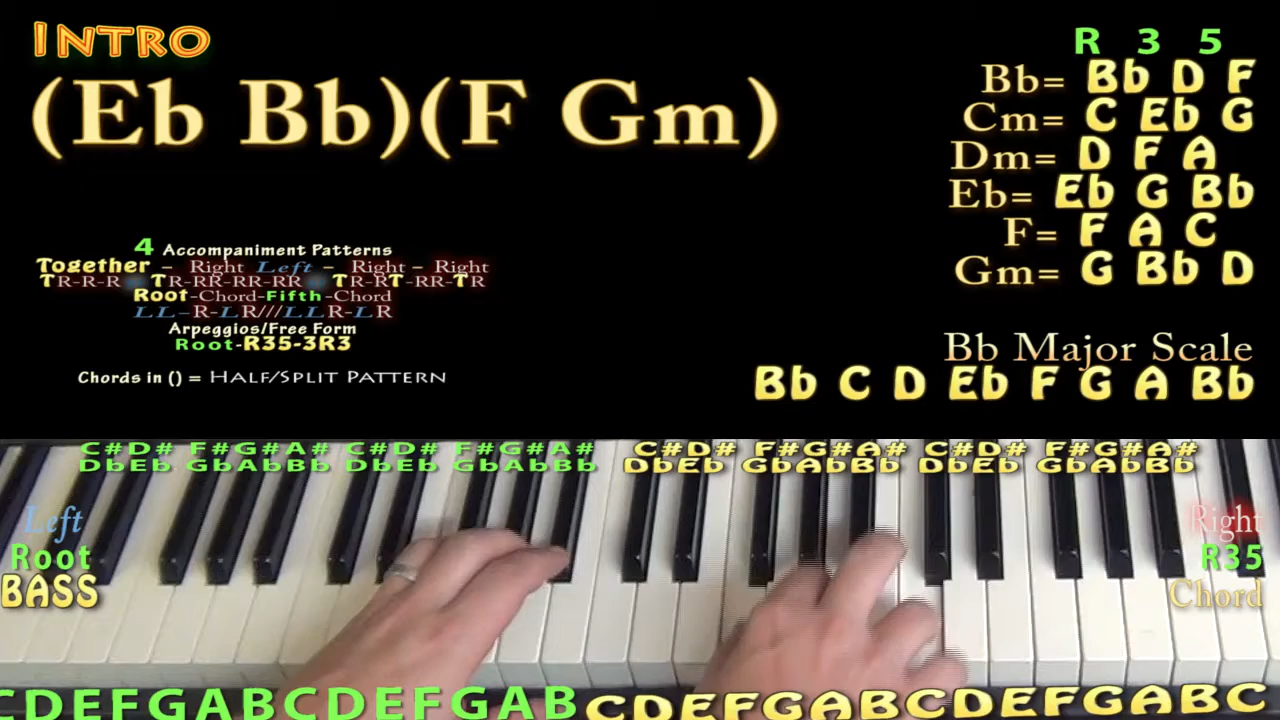 INTRO
(Eb Bb)(F Gm)
R 3 5
Bb= Bb D F
Cm= C Eb G
Dm= D F A
Eb= Eb G Bb
F= F A C
Gm= G Bb D
4 Accompaniment Patterns
Together - Right Left - Right - Right
TR-R-R TR-RR-RR-RR TR-RT-RR-TR
Root-Chord-Fifth-Chord
LL-R-LR///LLR-LR
Arpeggios/Free Form
Root-R35-3R3
Chords in () = HALF/SPLIT PATTERN
Bb Major Scale
Bb C D Eb F G A Bb
C#D# F#G#A# C#D# F#G#A# C#D# F#G#A# C#D# F#G#A#
DbEb GbAbBb DbEb GbAbBb DbEb GbAbBb DbEb GbAbBb
Left
Root
BASS
Right
R35
Chord
CDEFGABCDEFGAB CDEFGABCDEFGABC